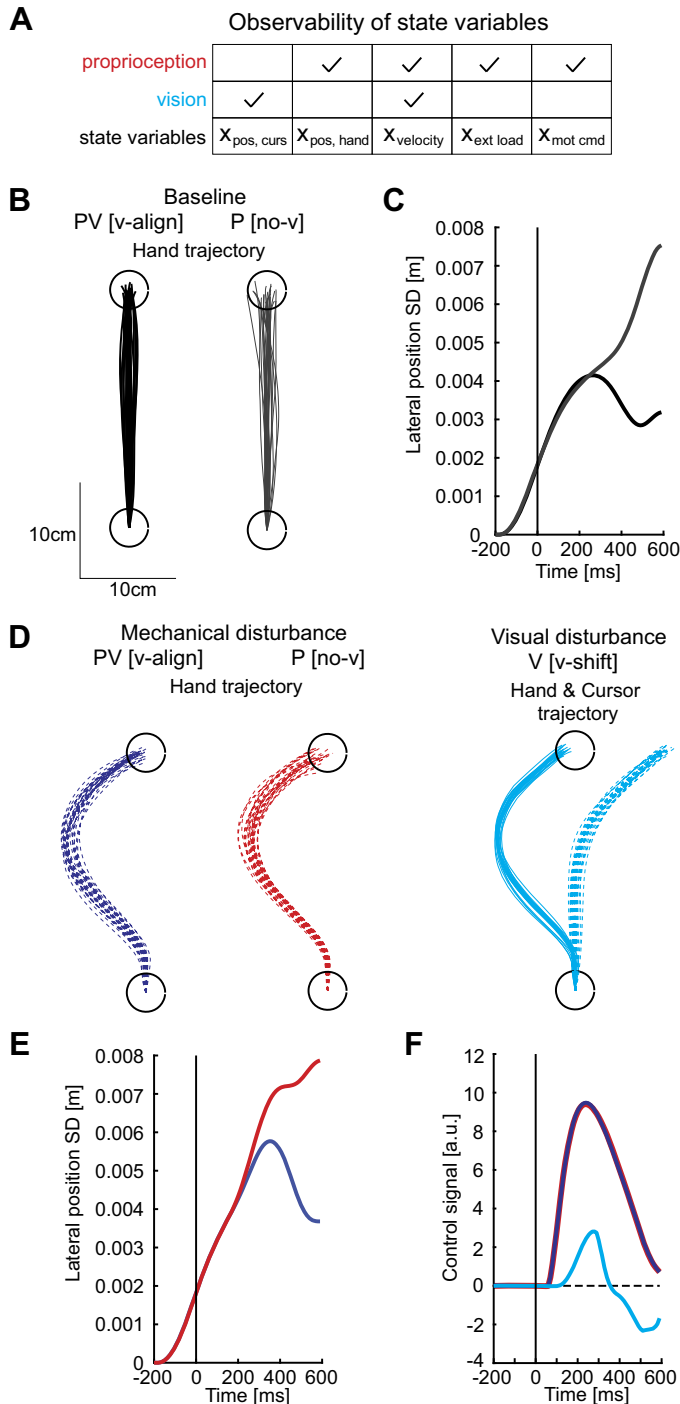 A
Observability of state variables
proprioception
vision
state variables
x pos, curs
x pos, hand
x velocity
x ext load
x mot cmd
B
Baseline
PV [v-align]
P [no-v]
Hand trajectory
10cm
10cm
C
Lateral position SD [m]
0.008
0.007
0.006
0.005
0.004
0.003
0.002
0.001
0
-200
0
200
400
600
Time [ms]
D
Mechanical disturbance
PV [v-align]
P [no-v]
Hand trajectory
Visual disturbance
V [v-shift]
Hand & Cursor
trajectory
E
Lateral position SD [m]
0.008
0.007
0.006
0.005
0.004
0.003
0.002
0.001
0
-200
0
200
400
600
Time [ms]
F
Control signal [a.u.]
12
10
8
6
4
2
0
-2
-4
-200
0
200
400
600
Time [ms]